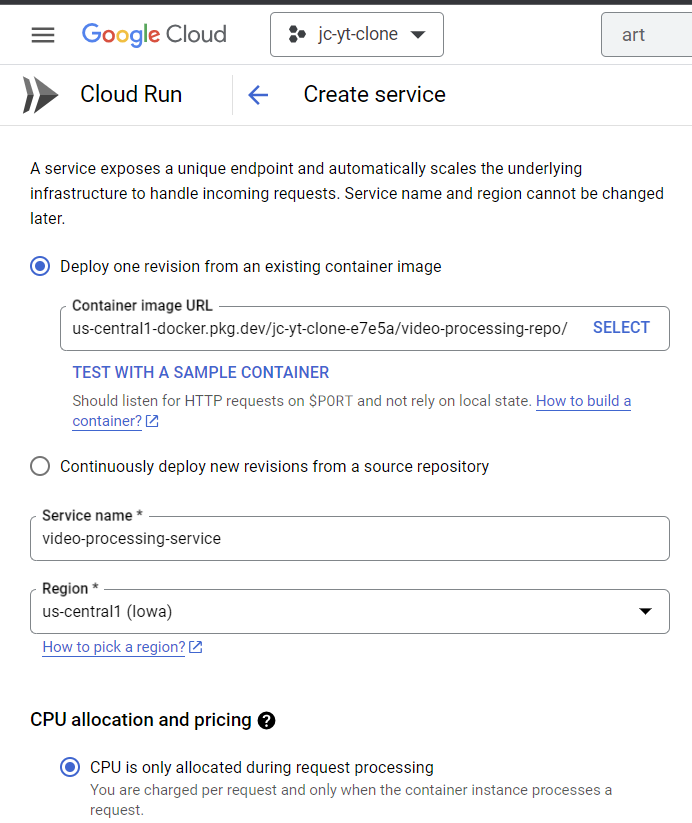 Google Cloud
jc-yt-clone
art
Cloud Run
Create service
A service exposes a unique endpoint and automatically scales the underlying
infrastructure to handle incoming requests. Service name and region cannot be changed
later.
Deploy one revision from an existing container image
Container image URL
us-central1-docker.pkg.dev/jc-yt-clone-e7e5a/video-processing-repo/
SELECT
TEST WITH A SAMPLE CONTAINER
Should listen for HTTP requests on $PORT and not rely on local state. How to build a
container?
Continuously deploy new revisions from a source repository
Service name *
video-processing-service
Region *
us-central1 (Iowa)
How to pick a region?
CPU allocation and pricing ?
CPU is only allocated during request processing
You are charged per request and only when the container instance processes a
request.